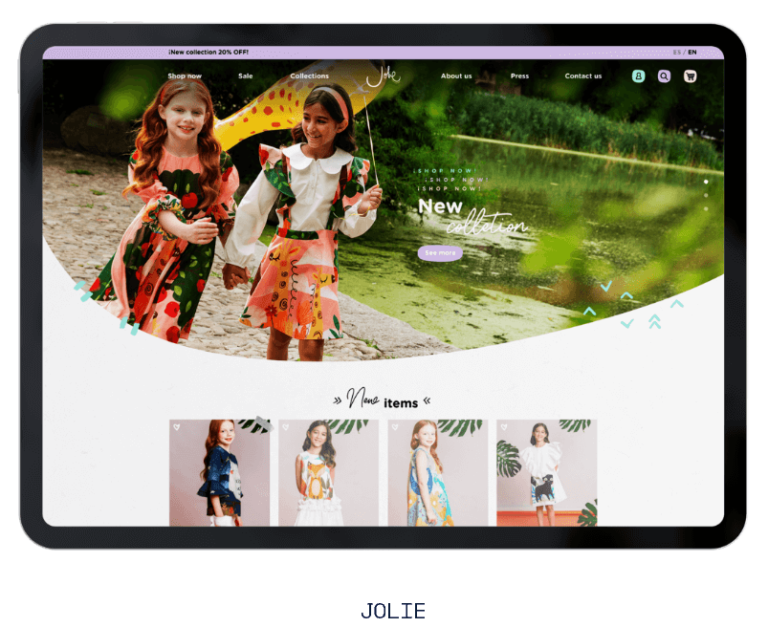 ¡New collection 20% OFF!
ES / EN
Shop now Sale Collections Jolie About us Press Contact us
¡SHOP NOW!
¡SHOP NOW!
¡SHOP NOW!
New
collection
See more
» New items «
JOLIE